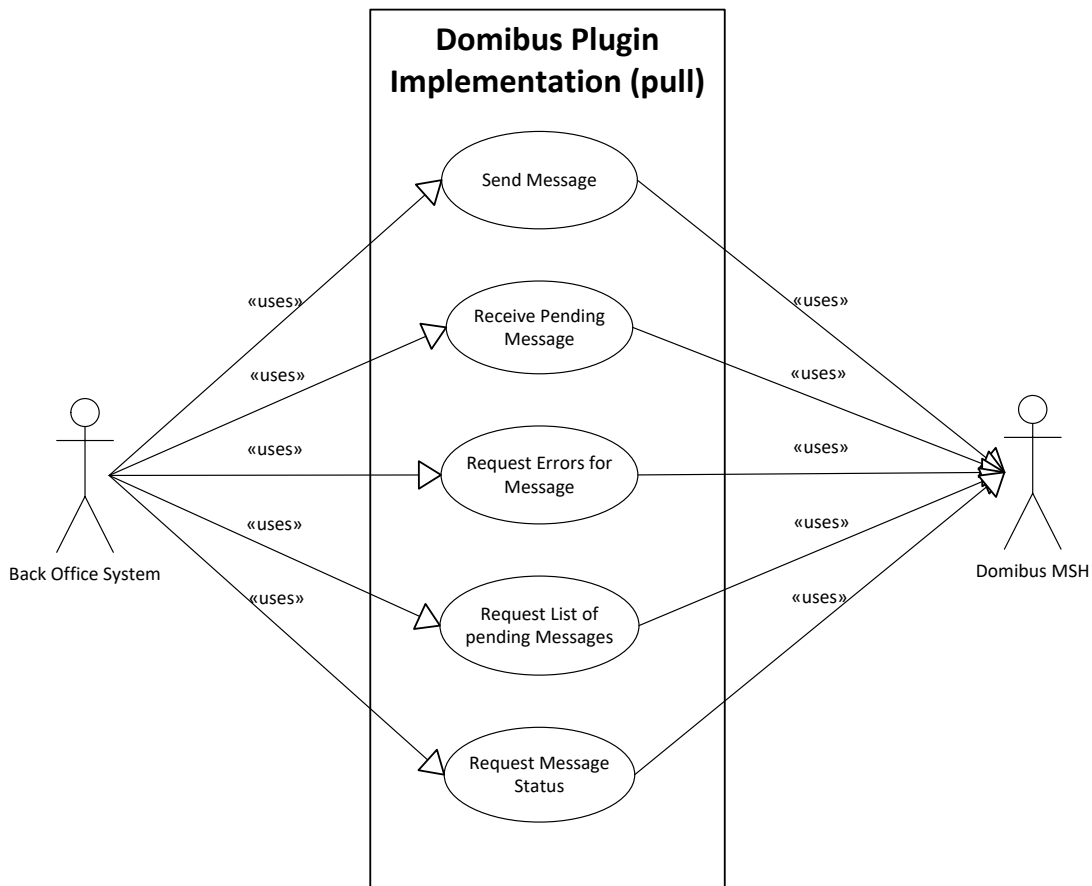 Domibus Plugin
Implementation (pull)
Send Message
«uses»
«uses»
Receive Pending
Message
«uses»
«uses»
Request Errors for
Message
«uses»
«uses»
Back Office System
Domibus MSH
«uses»
«uses»
Request List of
pending Messages
«uses»
«uses»
Request Message
Status